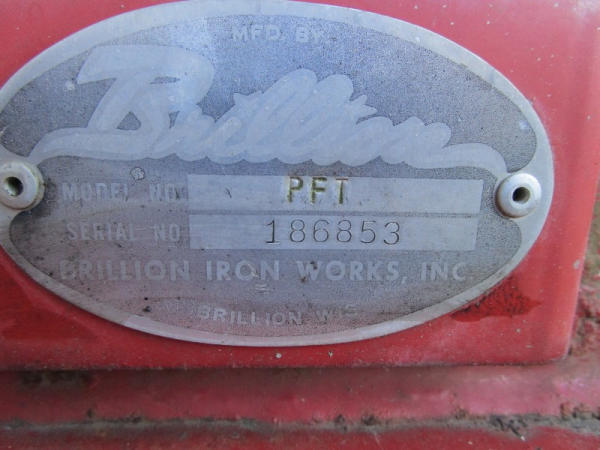 MFD. BY
Brillion
MODEL NO PFT
SERIAL NO 186853
BRILLION IRON WORKS, INC
BRILLION WIS